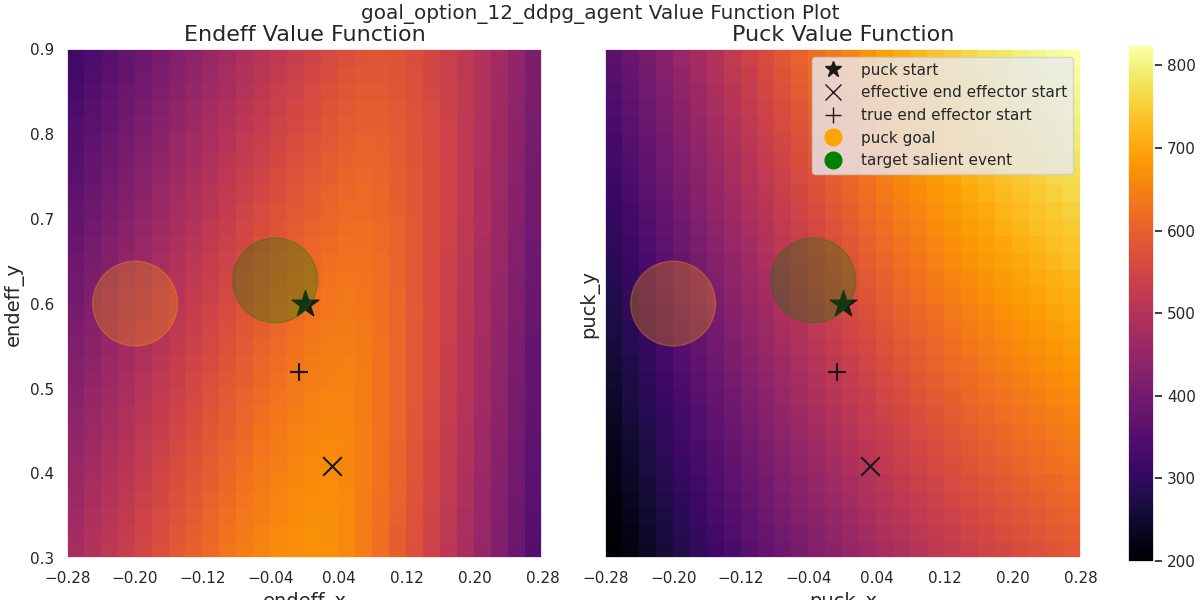 goal_option_12_ddpg_agent Value Function Plot
Endeff Value Function
Puck Value Function
0.9
0.8
0.7
0.6
0.5
0.4
0.3
endeff_y
−0.28 −0.20 −0.12 −0.04 0.04 0.12 0.20 0.28
endeff_x
puck start
effective end effector start
true end effector start
puck goal
target salient event
puck_y
−0.28 −0.20 −0.12 −0.04 0.04 0.12 0.20 0.28
puck_x
800
700
600
500
400
300
200